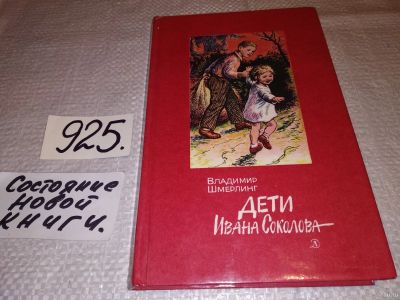 925.
Состояние
Новой
книги.
Владимир
Шмерлинг
ДЕТИ
Ивана Соколова